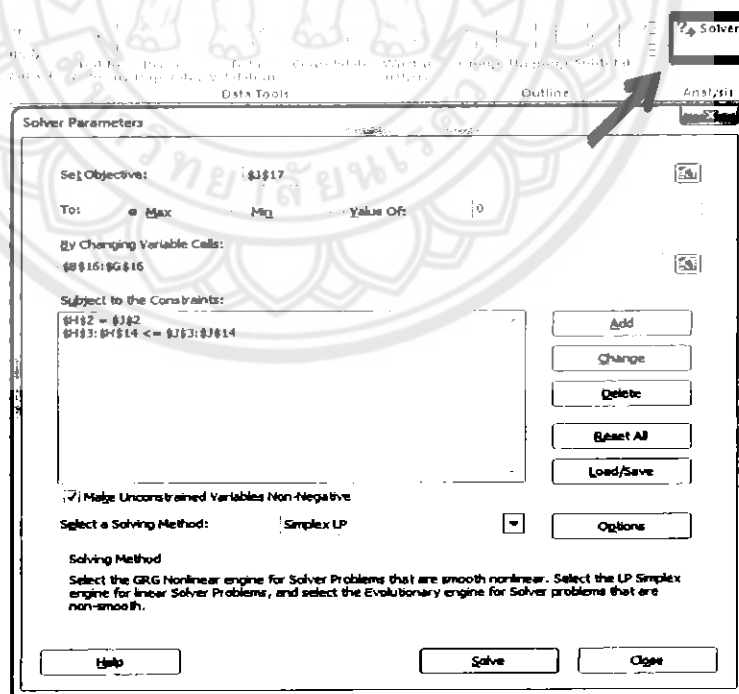 Solver
Data Tools
Outline
Analysis
Solver Parameters
Set Objective:
$J$17
To:
Max
Min
Value Of:
0
By Changing Variable Cells:
$B$16:$G$16
Subject to the Constraints:
$H$2 = $J$2
$H$3:$H$14 <= $J$3:$J$14
Add
Change
Delete
Reset All
Load/Save
Make Unconstrained Variables Non-Negative
Select a Solving Method:
Simplex LP
Options
Solving Method
Select the GRG Nonlinear engine for Solver Problems that are smooth nonlinear. Select the LP Simplex
engine for linear Solver Problems, and select the Evolutionary engine for Solver problems that are
non-smooth.
Help
Solve
Close